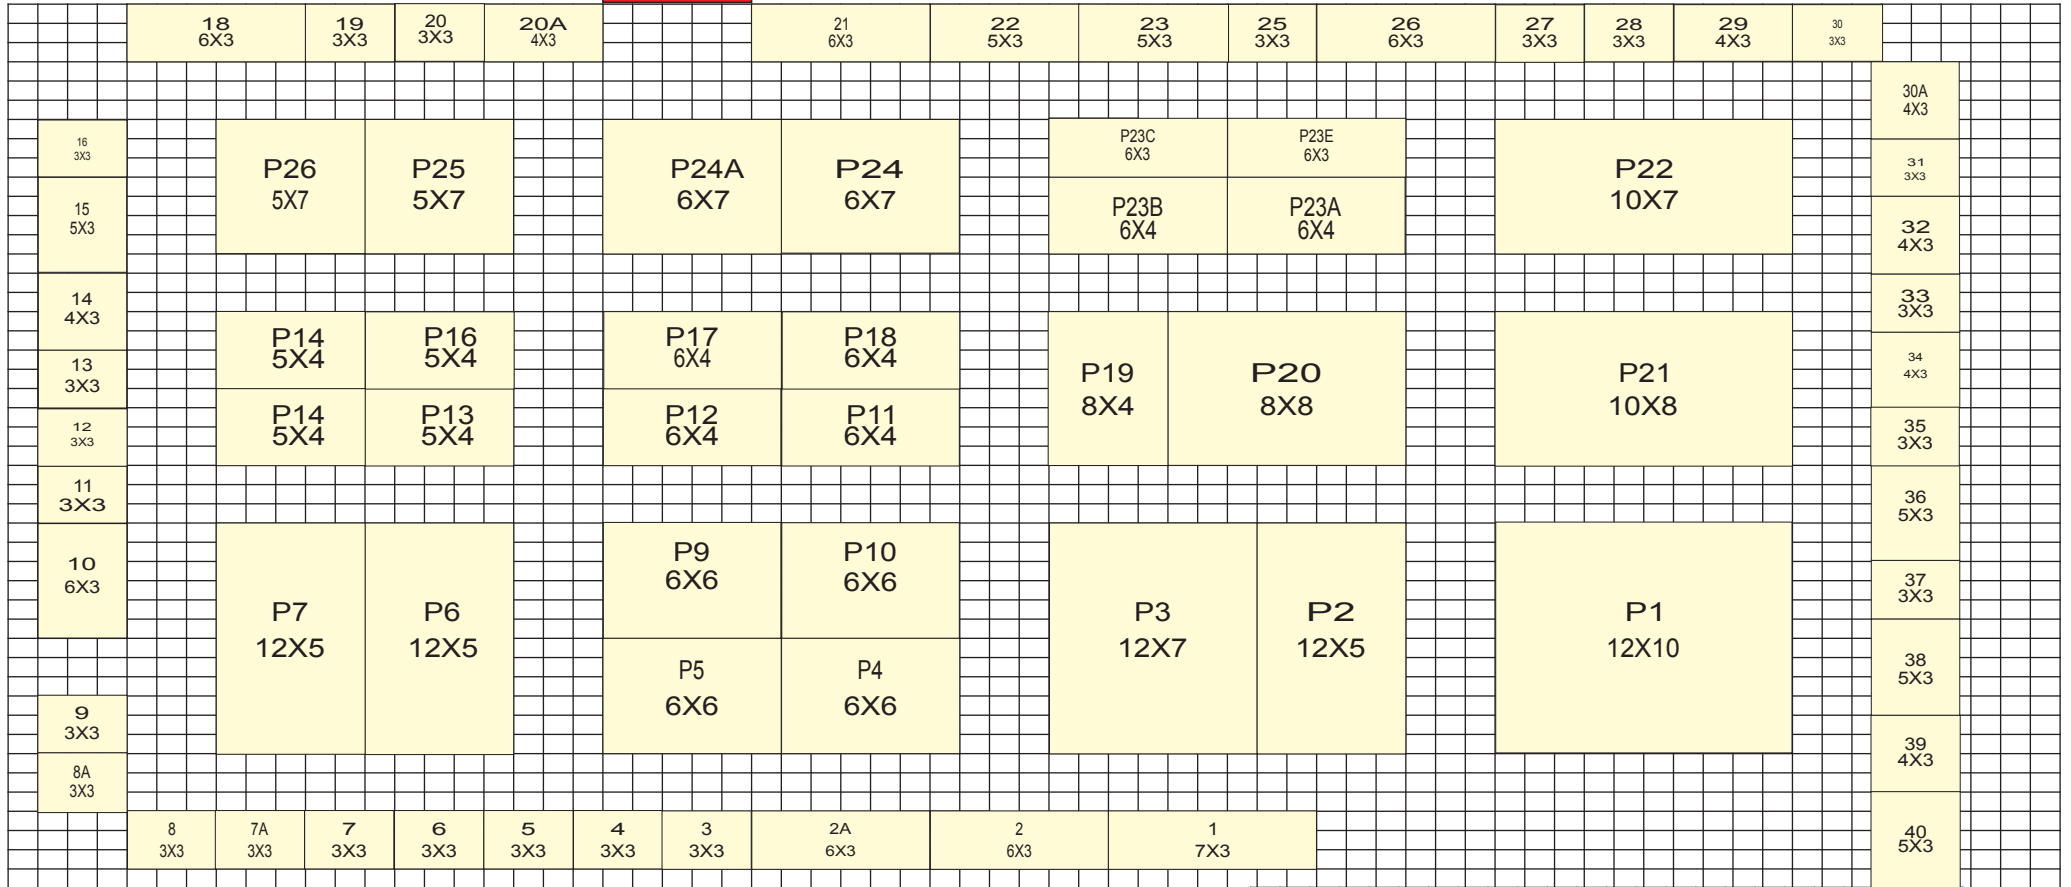 18
6X3
19
3X3
20
3X3
20A
4X3
21
6X3
22
5X3
23
5X3
25
3X3
26
6X3
27
3X3
28
3X3
29
4X3
30
3X3
30A
4X3
16
3X3
15
5X3
14
4X3
13
3X3
12
3X3
11
3X3
10
6X3
9
3X3
8A
3X3
P26
5X7
P25
5X7
P24A
6X7
P24
6X7
P23C
6X3
P23E
6X3
P23B
6X4
P23A
6X4
P22
10X7
31
3X3
32
4X3
33
3X3
34
4X3
35
3X3
36
5X3
37
3X3
38
5X3
39
4X3
40
5X3
P14
5X4
P16
5X4
P17
6X4
P18
6X4
P19
8X4
P20
8X8
P21
10X8
P14
5X4
P13
5X4
P12
6X4
P11
6X4
P7
12X5
P6
12X5
P9
6X6
P10
6X6
P5
6X6
P4
6X6
P3
12X7
P2
12X5
P1
12X10
8
3X3
7A
3X3
7
3X3
6
3X3
5
3X3
4
3X3
3
3X3
2A
6X3
2
6X3
1
7X3